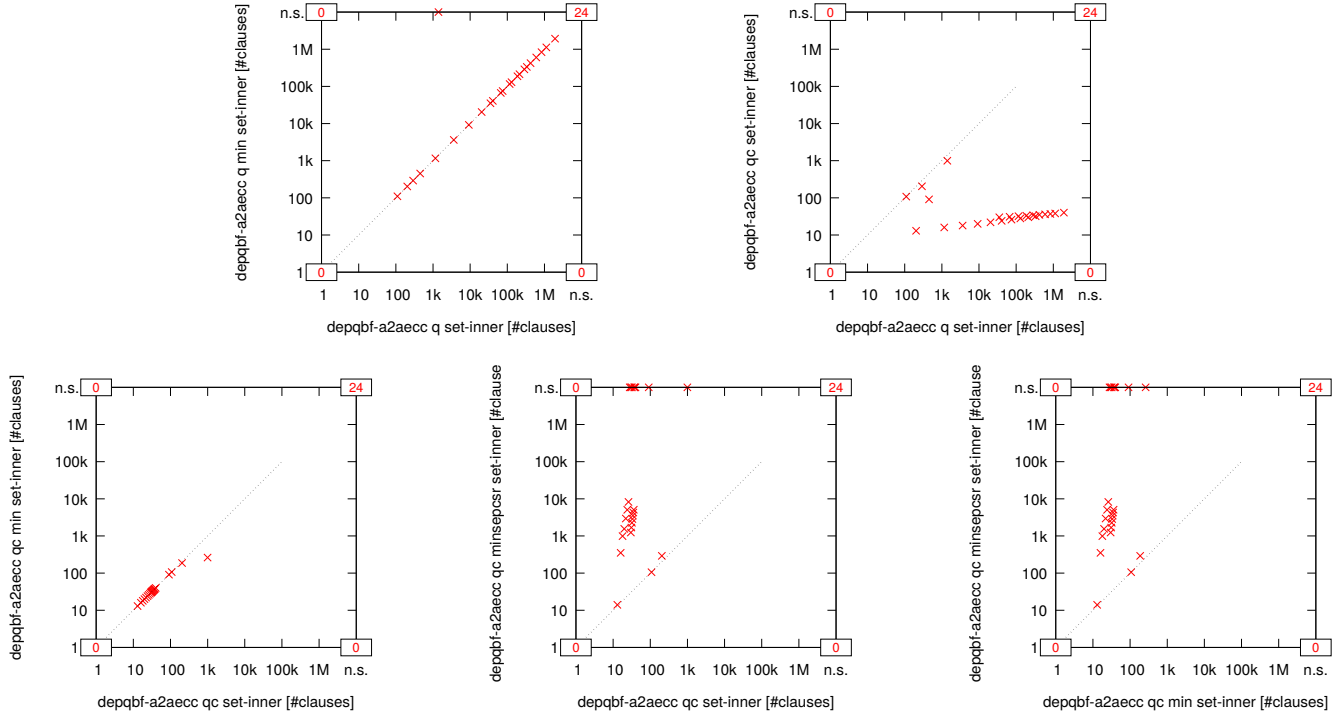 n.s.
0
24
1M
100k
10k
1k
100
10
1
0
0
1 10 100 1k 10k 100k 1M n.s.
depqbf-a2aecc q min set-inner [#clauses]
depqbf-a2aecc q set-inner [#clauses]
n.s.
0
24
1M
100k
10k
1k
100
10
1
0
0
1 10 100 1k 10k 100k 1M n.s.
depqbf-a2aecc qc set-inner [#clauses]
depqbf-a2aecc q set-inner [#clauses]
n.s.
0
24
1M
100k
10k
1k
100
10
1
0
0
1 10 100 1k 10k 100k 1M n.s.
depqbf-a2aecc qc min set-inner [#clauses]
depqbf-a2aecc qc set-inner [#clauses]
n.s.
0
24
1M
100k
10k
1k
100
10
1
0
0
1 10 100 1k 10k 100k 1M n.s.
depqbf-a2aecc qc minsepcsr set-inner [#clause
depqbf-a2aecc qc set-inner [#clauses]
n.s.
0
24
1M
100k
10k
1k
100
10
1
0
0
1 10 100 1k 10k 100k 1M n.s.
depqbf-a2aecc qc minsepcsr set-inner [#clause
depqbf-a2aecc qc min set-inner [#clauses]